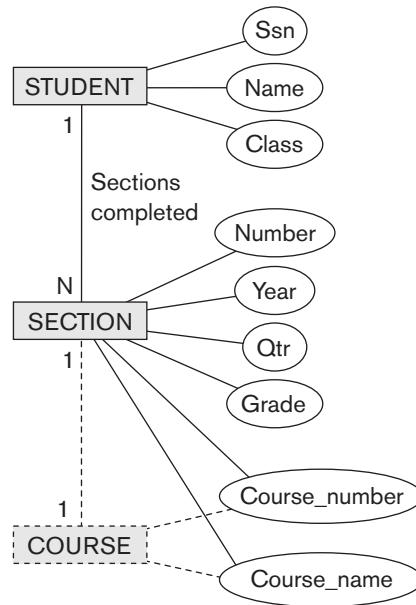 Ssn
STUDENT
Name
1
Class
Sections
completed
Number
N
Year
SECTION
1
Qtr
Grade
1
Course_number
COURSE
Course_name